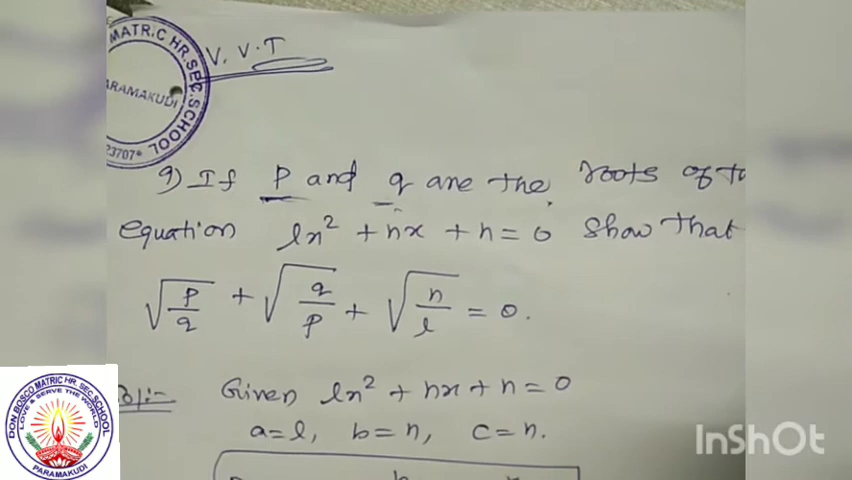 MATRIC HR.SEC.SCHOOL
PARAMAKUDI
23707*
V. V. T
9) If p and q are the roots of t
equation lx² + nx + n = 0 show that
√p/q + √q/p + √n/l = 0.
Sol:-
Given lx² + nx + n = 0
a = l, b = n, c = n.
DON BOSCO MATRIC HR. SEC. SCHOOL
LOVE & SERVE THE WORLD
PARAMAKUDI
InShOt